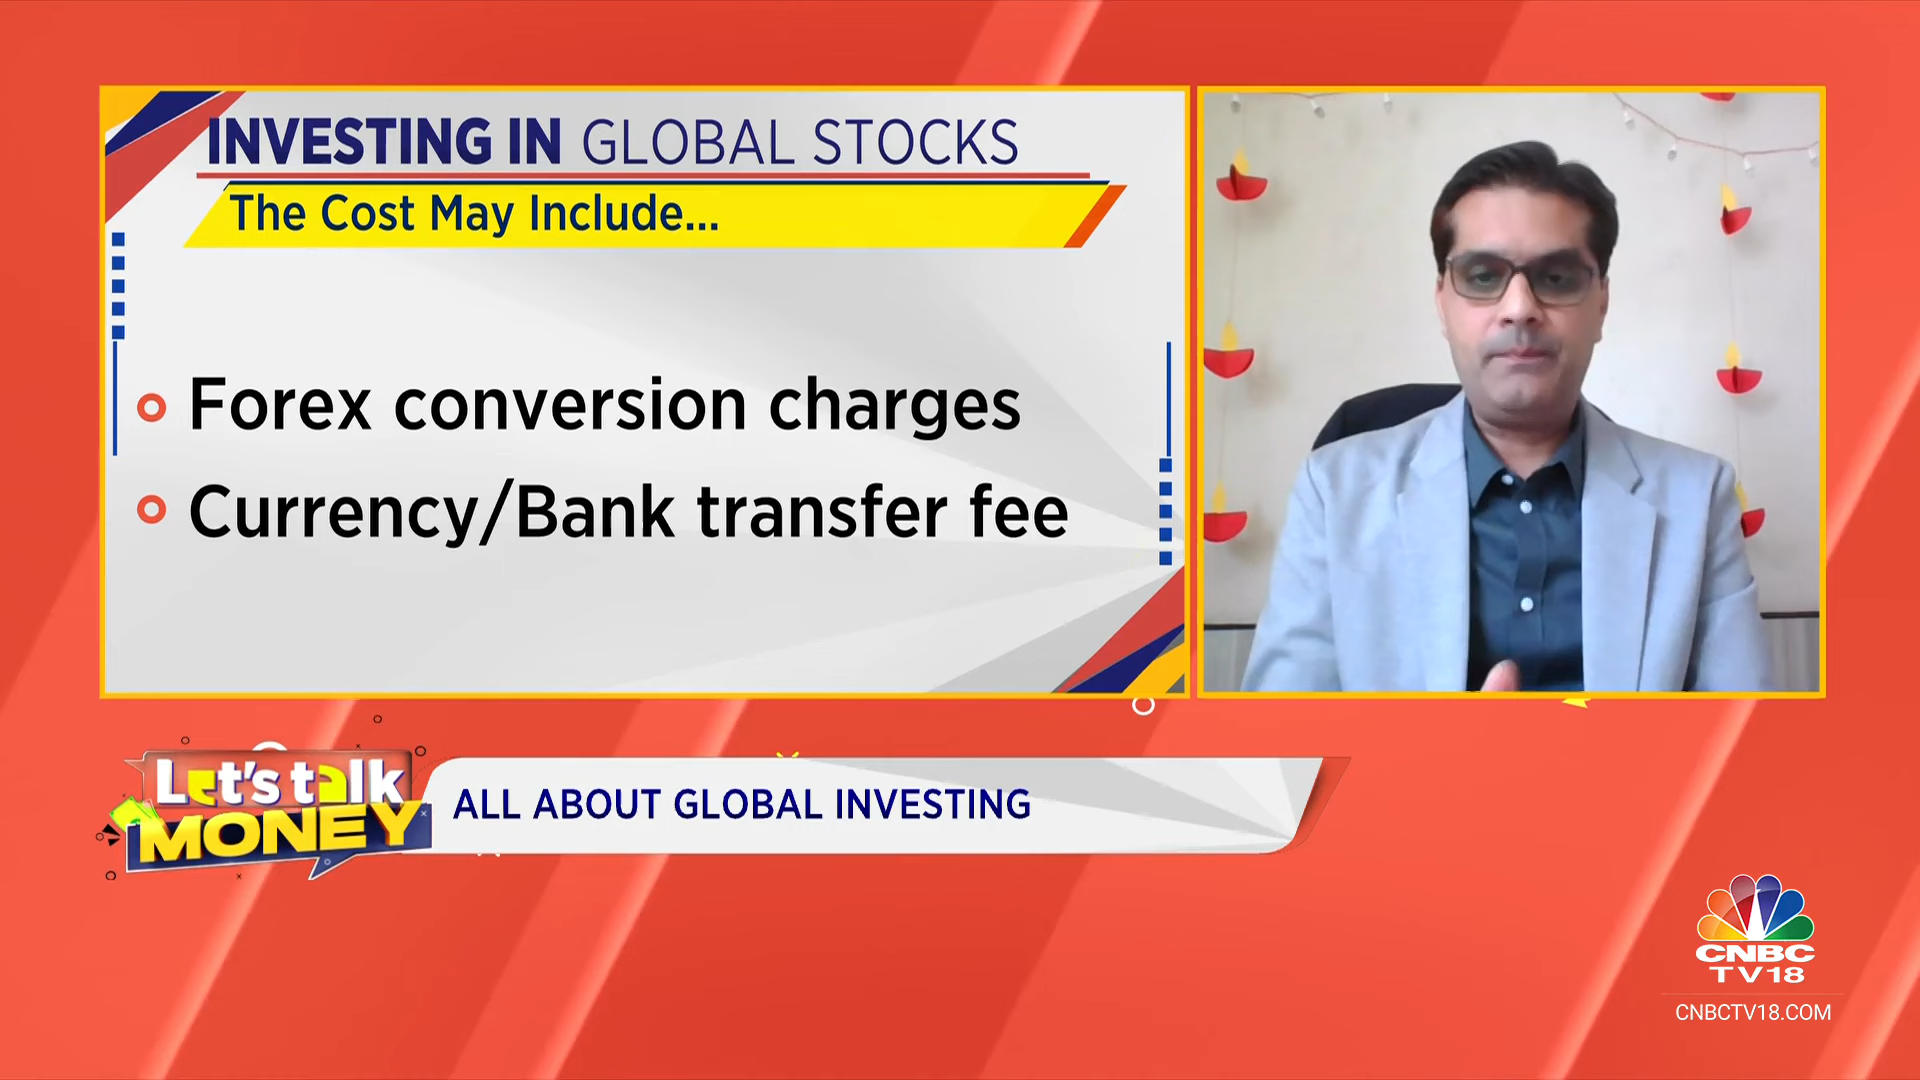 INVESTING IN GLOBAL STOCKS
The Cost May Include...
Forex conversion charges
Currency/Bank transfer fee
Let's talk
MONEY
ALL ABOUT GLOBAL INVESTING
CNBC
TV18
CNBCTV18.COM